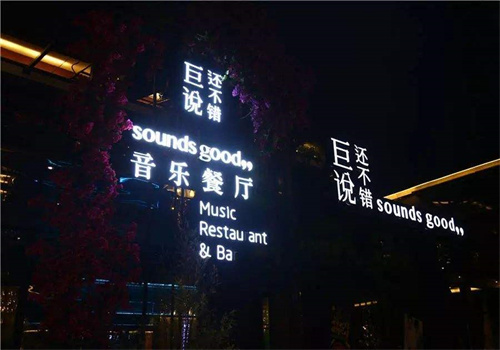 巨说
还不错
sounds good,,
音乐餐厅
Music
Restau ant
& Ba
巨说
还不错
sounds good,,